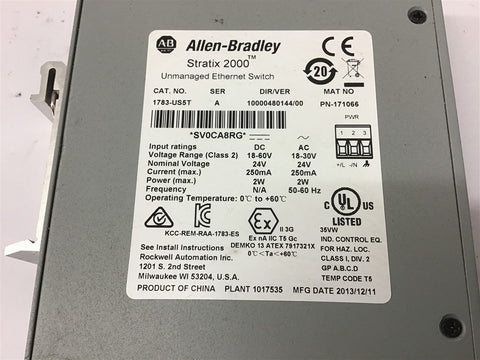 AB Allen-Bradley
Stratix 2000™
Unmanaged Ethernet Switch
CE
20
CAT. NO. SER DIR/VER MAT NO
1783-US5T A 10000480144/00 PN-171066
PWR
1 2 3
+/L -/N
*SV0CA8RG*
Input ratings DC AC
Voltage Range (Class 2) 18-60V 18-30V
Nominal Voltage 24V 24V
Current (max.) 250mA 250mA
Power (max.) 2W 2W
Frequency N/A 50-60 Hz
Operating Temperature: 0°C to +60°C
KCC-REM-RAA-1783-ES
Ex II 3G
Ex nA IIC T5 Gc
DEMKO 13 ATEX 7917321X
0°C<Ta<+60°C
C UL US
LISTED
35VW
IND. CONTROL EQ.
FOR HAZ. LOC.
CLASS I, DIV. 2
GP A,B,C,D
TEMP CODE T5
See Install Instructions
Rockwell Automation Inc.
1201 S. 2nd Street
Milwaukee WI 53204, U.S.A.
PRODUCT OF CHINA PLANT 1017535 MFG DATE 2013/12/11